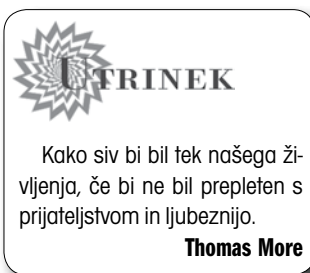 UTRINEK
Kako siv bi bil tek našega ži-
vljenja, če bi ne bil prepleten s
prijateljstvom in ljubeznijo.
Thomas More